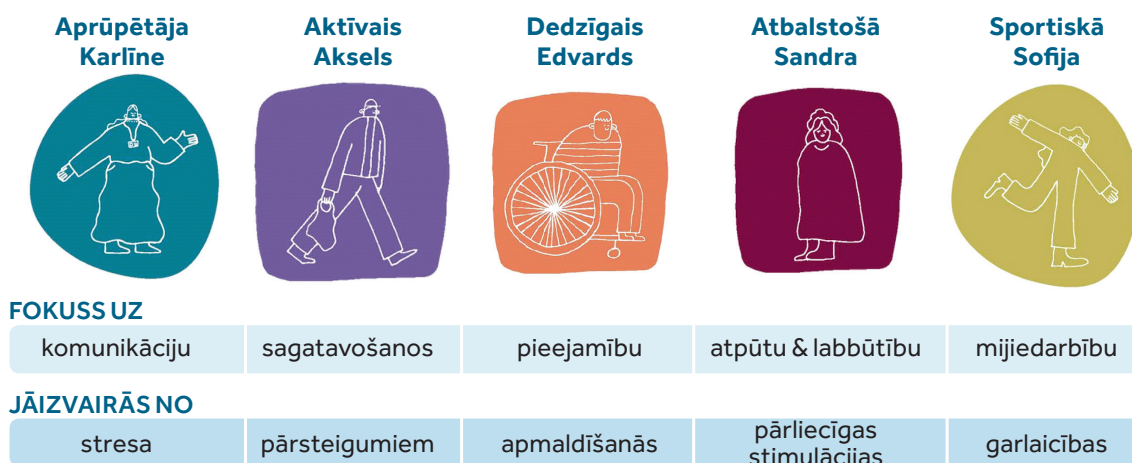 Aprūpētāja
Karlīne
Aktīvais
Aksels
Dedzīgais
Edvards
Atbalstošā
Sandra
Sportiskā
Sofija
FOKUSS UZ
komunikāciju
sagatavošanos
pieejamību
atpūtu & labbūtību
mijiedarbību
JĀIZVAIRĀS NO
stresa
pārsteigumiem
apmaldīšanās
pārliecīgas
stimulācijas
garlaicības